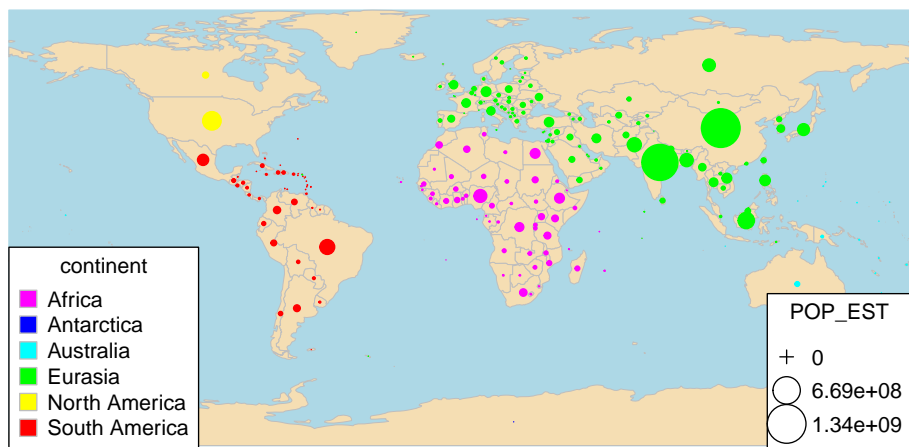 continent
Africa
Antarctica
Australia
Eurasia
North America
South America
POP_EST
0
6.69e+08
1.34e+09